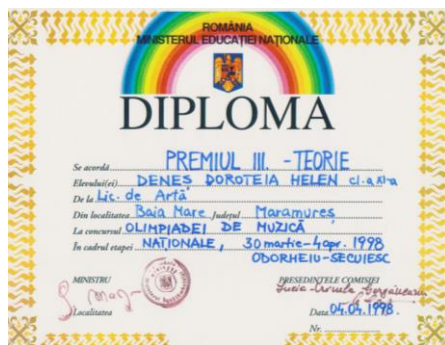 ROMÂNIA
MINISTERUL EDUCAȚIEI NAȚIONALE
DIPLOMA
Se acordă PREMIUL III. - TEORIE
Elevului(ei) DENES DOROTEIA HELEN cl. a XI-a
De la Lic. de Artă
Din localitatea Baia Mare Județul Maramureș
La concursul OLIMPIADEI DE MUZICĂ
În cadrul etapei NAȚIONALE, 30 martie-4 apr. 1998
ODORHEIU-SECUIESC
MINISTRU PREȘEDINTELE COMISIEI
Localitatea Data 04.04.1998.
Nr.